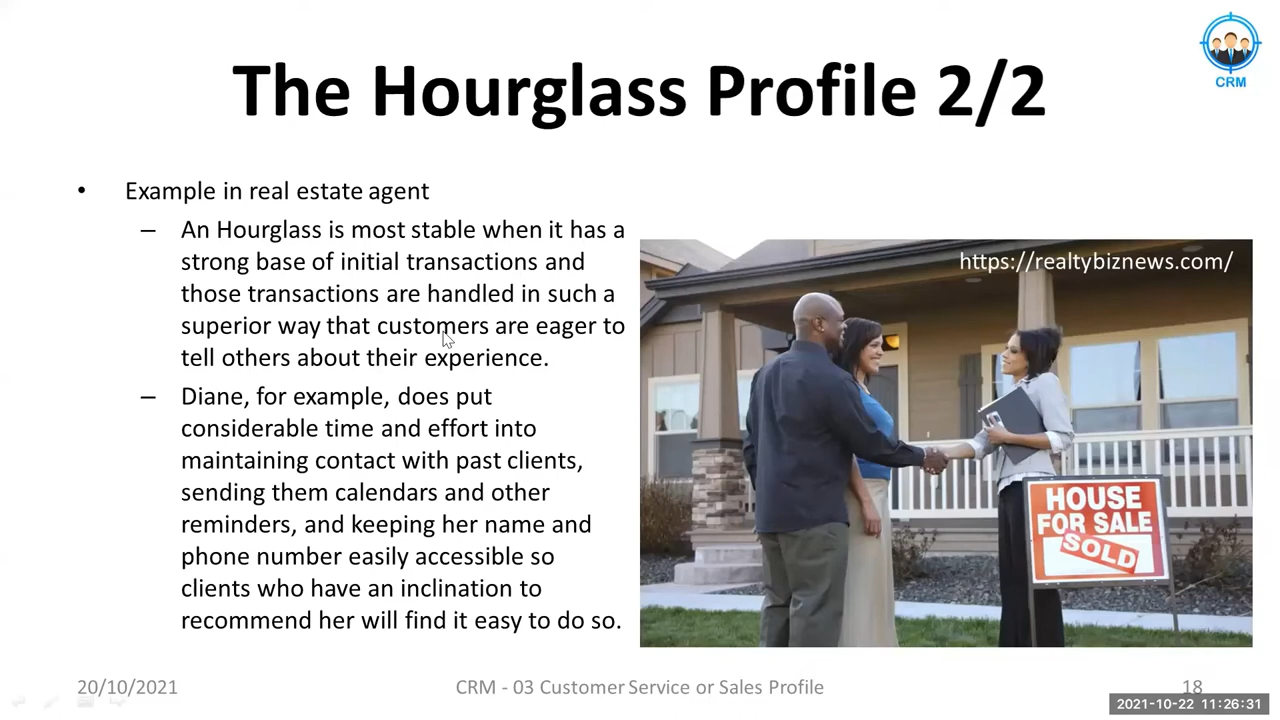 CRM
The Hourglass Profile 2/2
• Example in real estate agent
– An Hourglass is most stable when it has a
strong base of initial transactions and
those transactions are handled in such a
superior way that customers are eager to
tell others about their experience.
– Diane, for example, does put
considerable time and effort into
maintaining contact with past clients,
sending them calendars and other
reminders, and keeping her name and
phone number easily accessible so
clients who have an inclination to
recommend her will find it easy to do so.
https://realtybiznews.com/
HOUSE
FOR SALE
SOLD
20/10/2021
CRM - 03 Customer Service or Sales Profile
18
2021-10-22 11:26:31